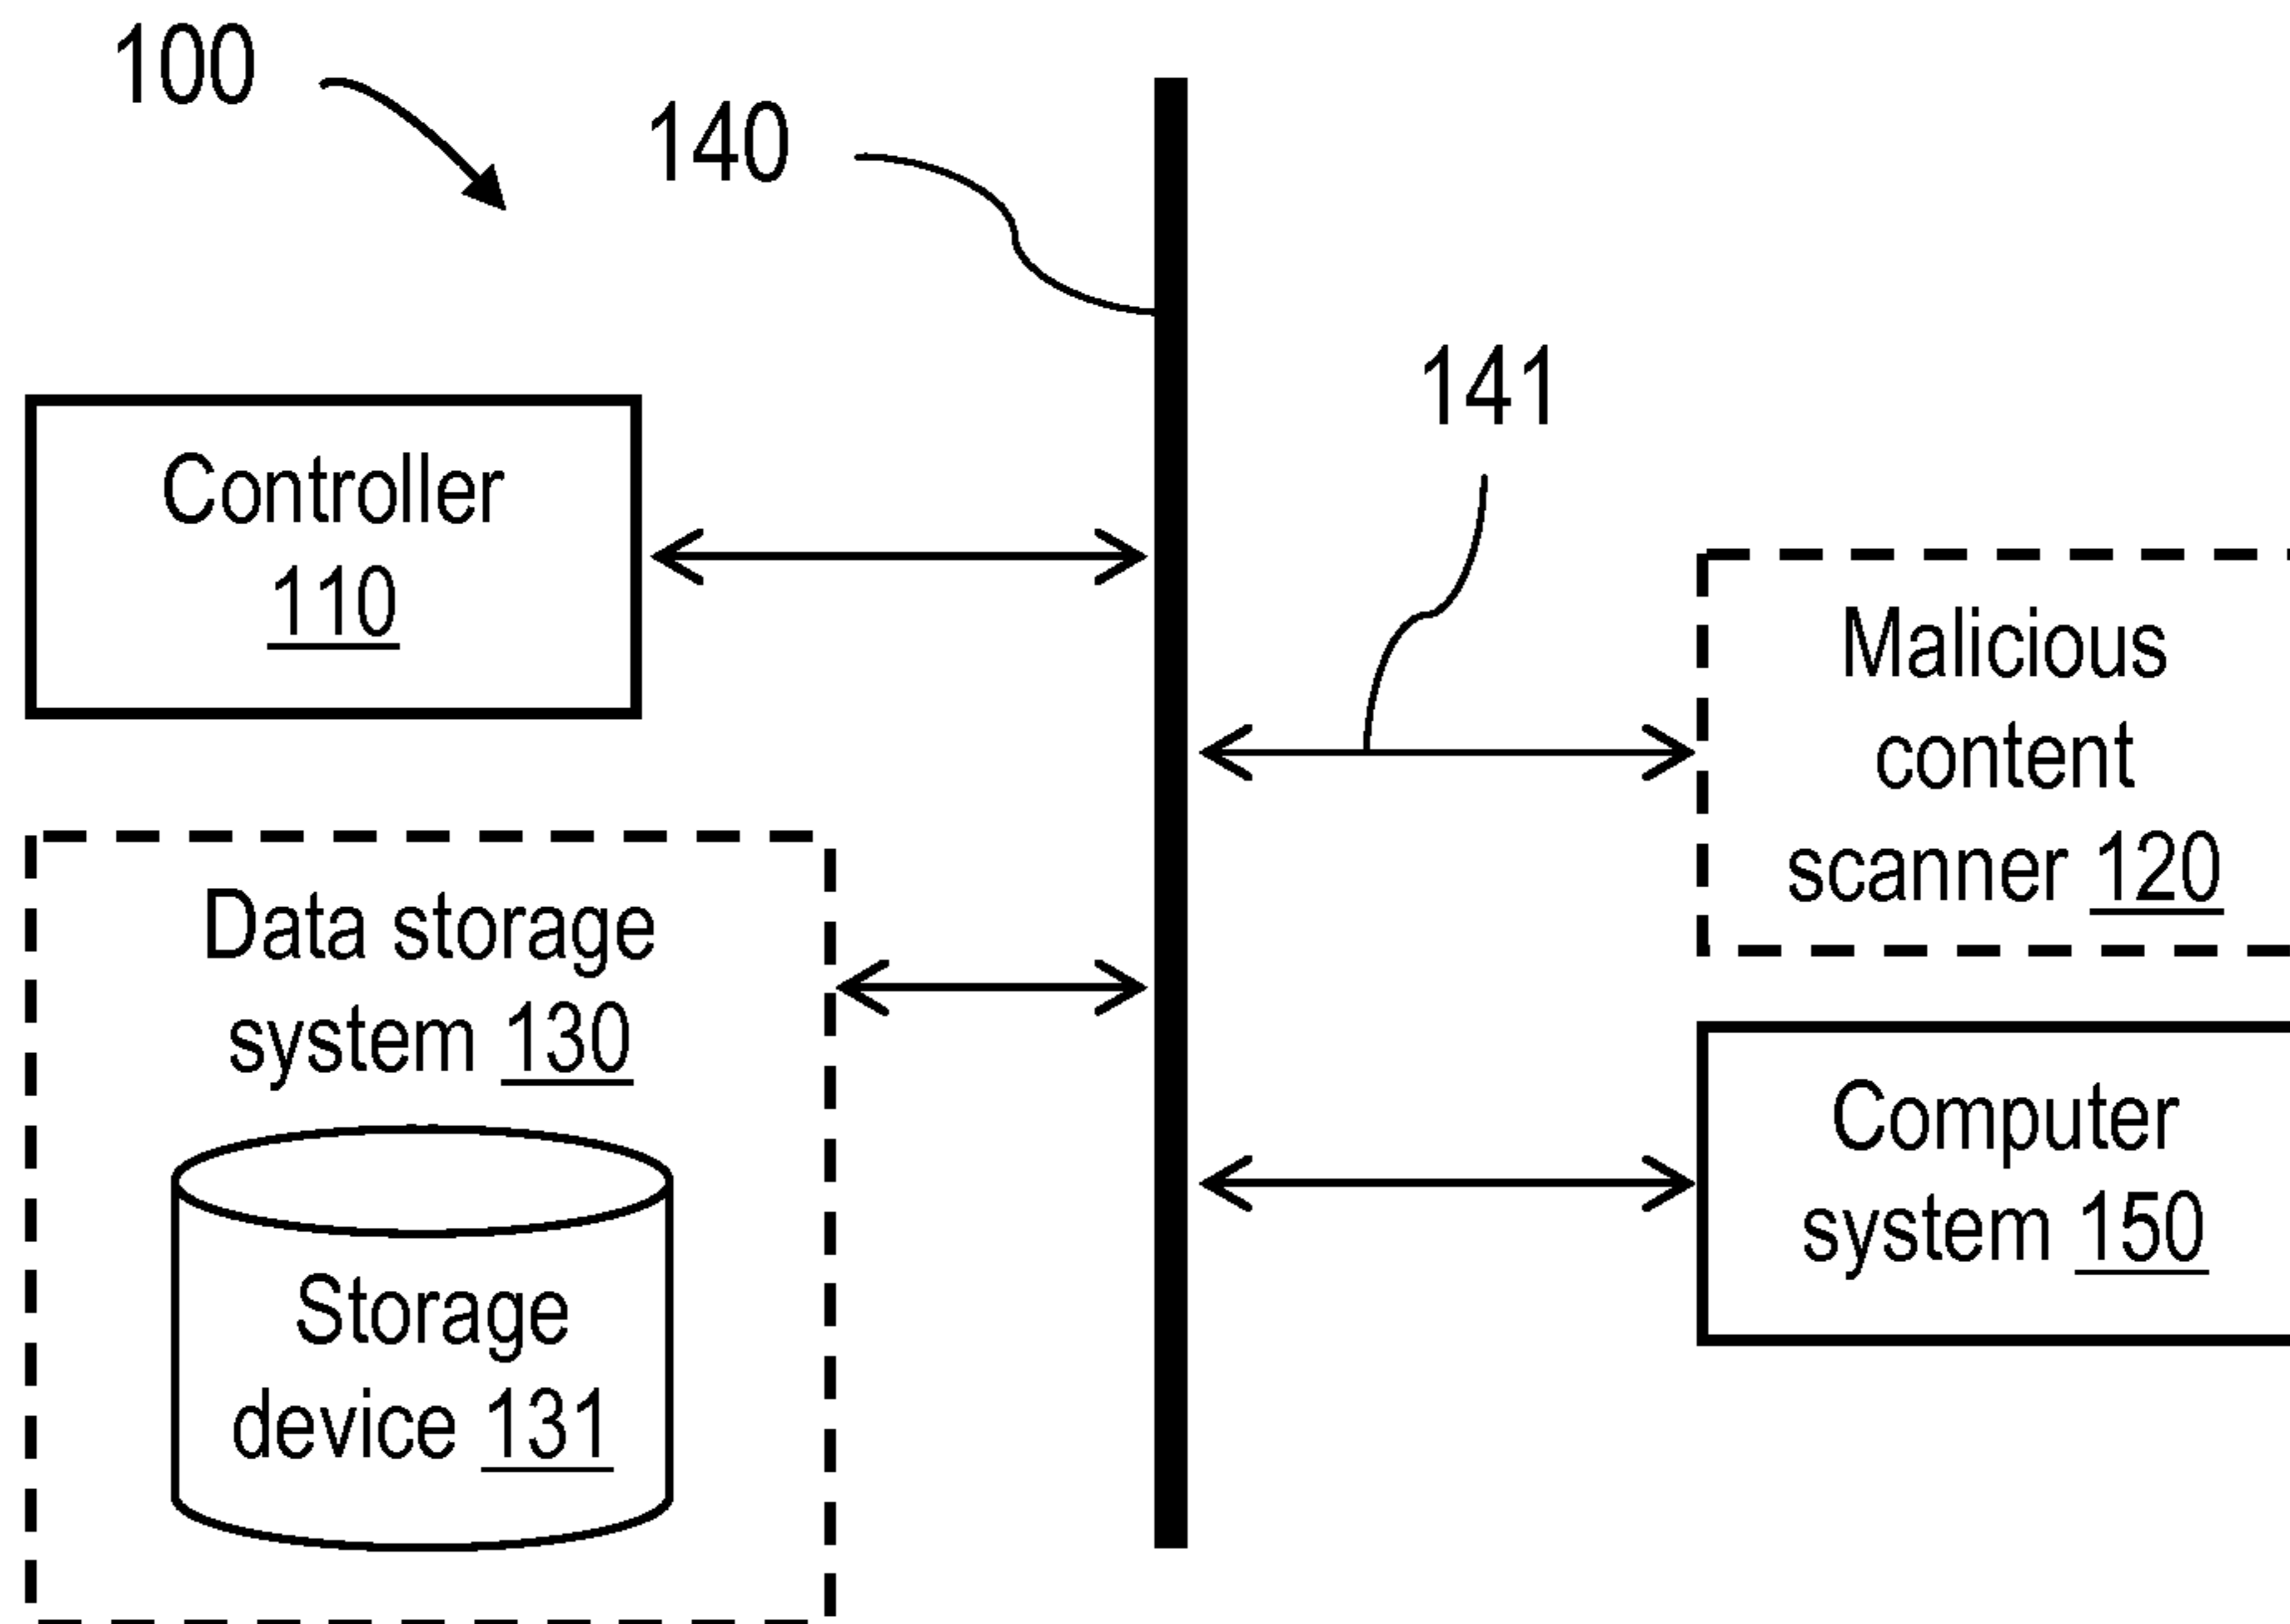 100
140
141
Controller
110
Malicious
content
scanner 120
Data storage
system 130
Computer
system 150
Storage
device 131